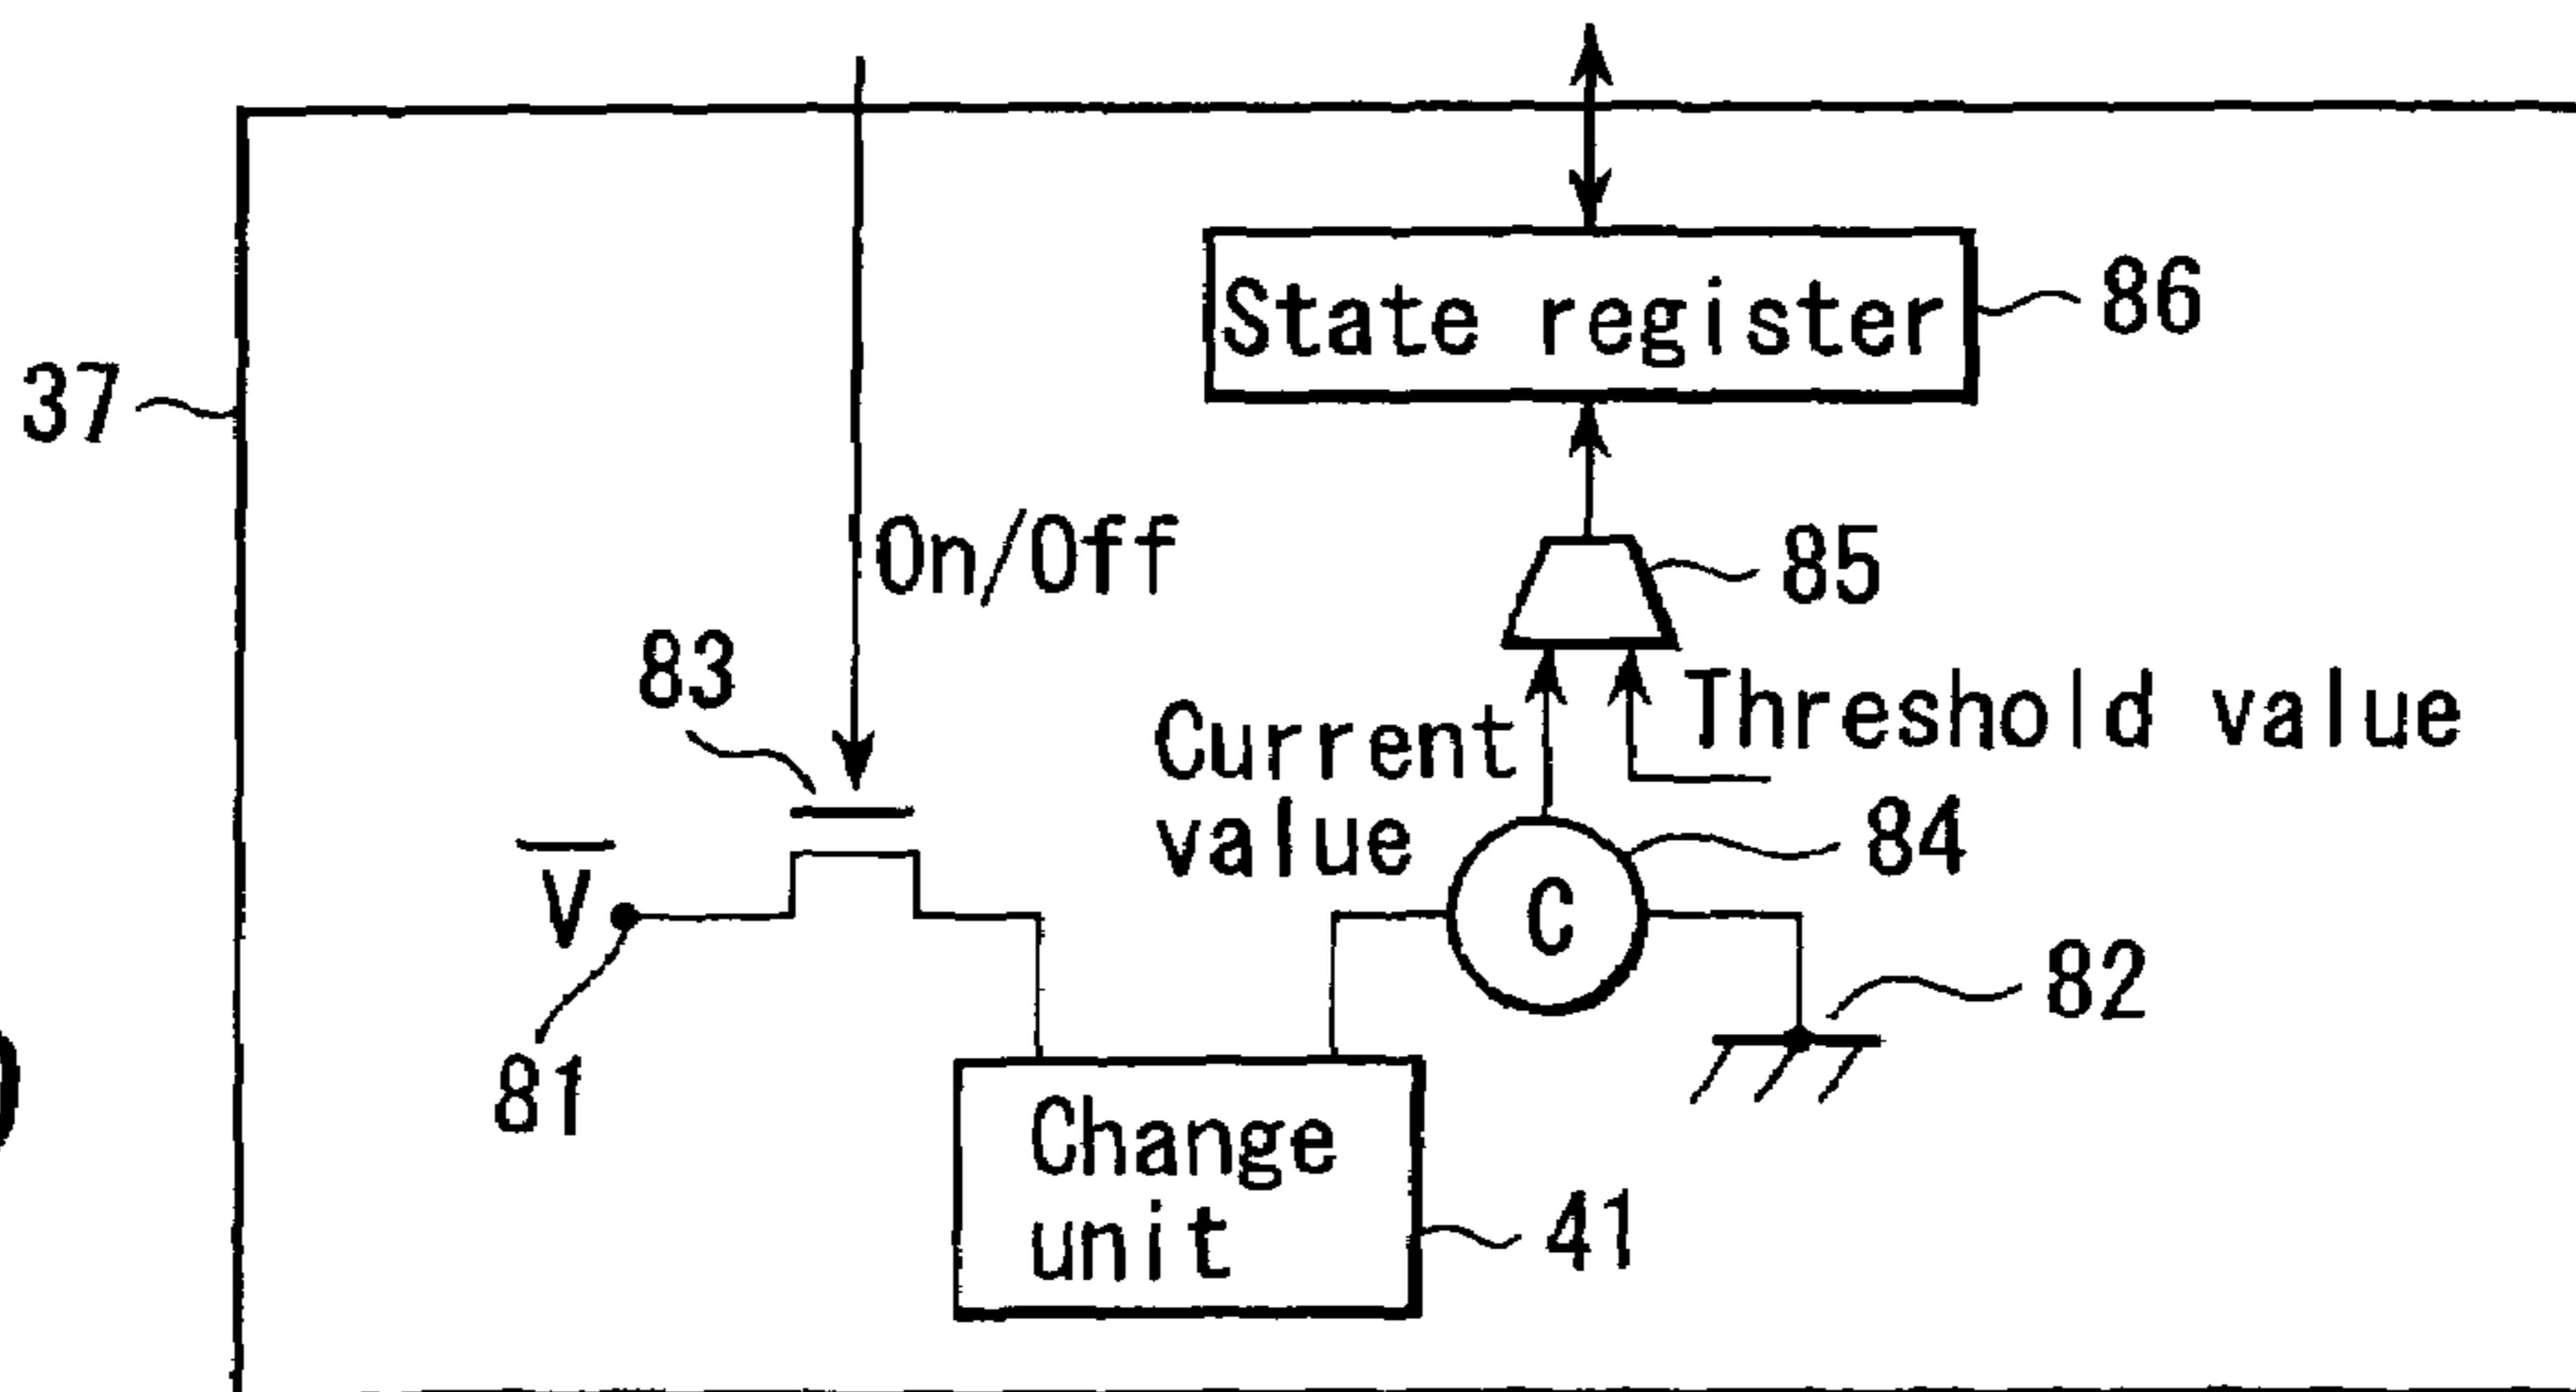 86
State register
37
On/Off
85
83
Threshold value
Current
value
84
V
C
82
81
Change
unit
41